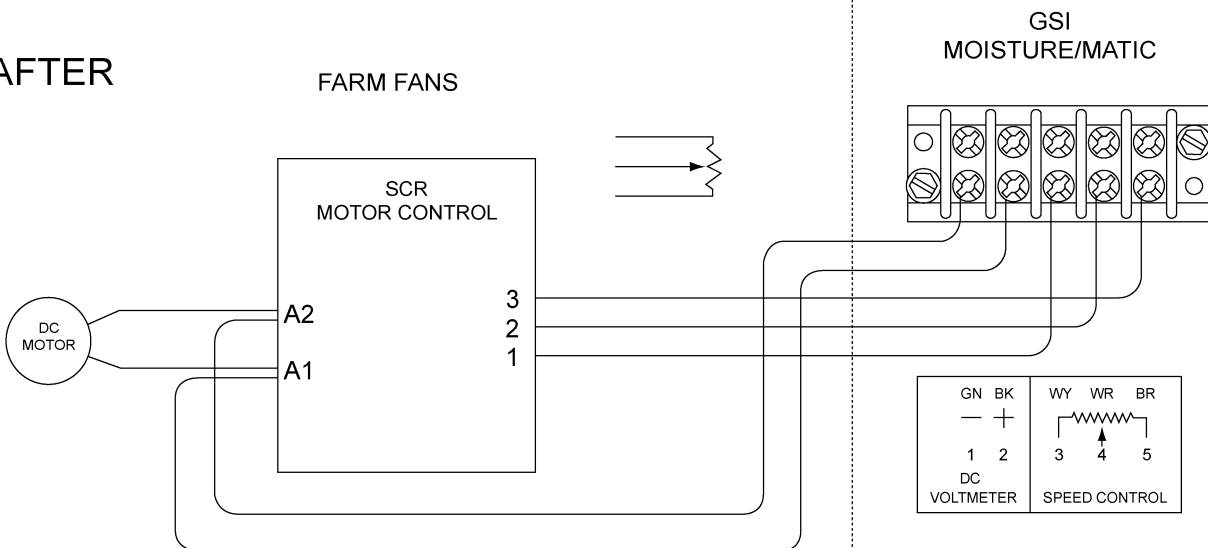 AFTER
FARM FANS
GSI
MOISTURE/MATIC
SCR
MOTOR CONTROL
DC
MOTOR
A2
A1
3
2
1
GN BK WY WR BR
— +
1 2 3 4 5
DC
VOLTMETER SPEED CONTROL